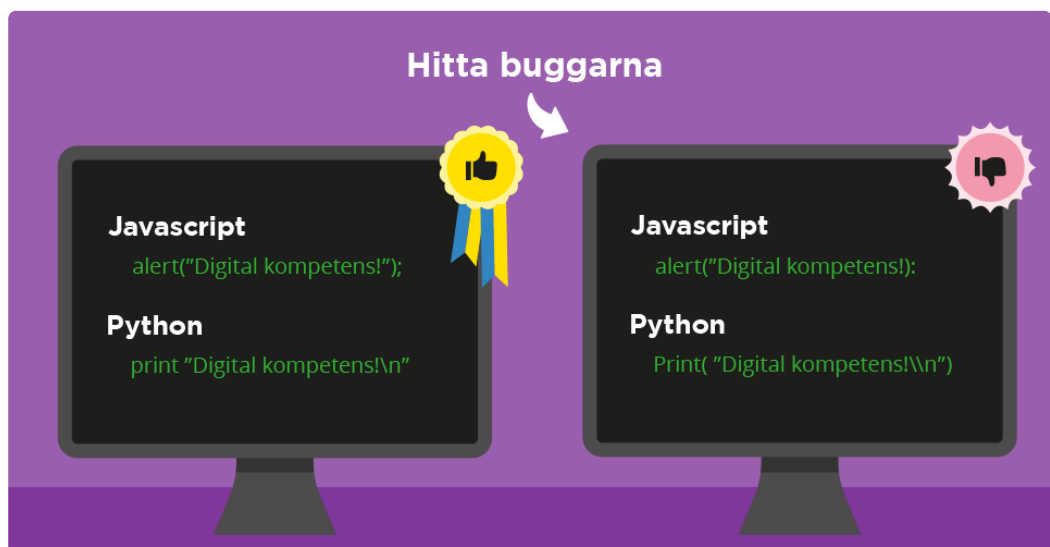 Hitta buggarna
Javascript
alert(”Digital kompetens!”);
Python
print ”Digital kompetens!\n”
Javascript
alert(”Digital kompetens!):
Python
Print( ”Digital kompetens!\\n”)